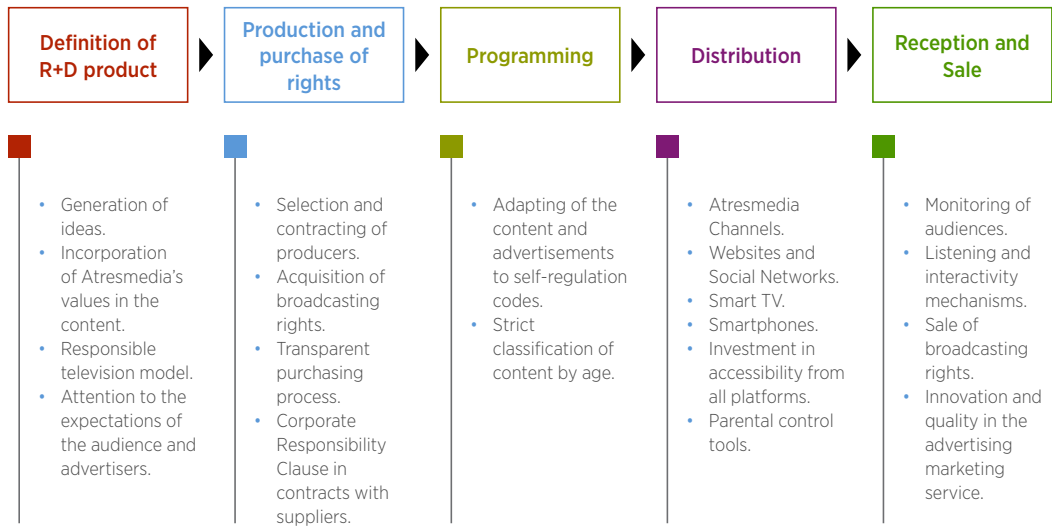 Definition of
R+D product
Production and
purchase of
rights
Programming
Distribution
Reception and
Sale
• Generation of
ideas.
• Incorporation
of Atresmedia’s
values in the
content.
• Responsible
television model.
• Attention to the
expectations of
the audience and
advertisers.
• Selection and
contracting of
producers.
• Acquisition of
broadcasting
rights.
• Transparent
purchasing
process.
• Corporate
Responsibility
Clause in
contracts with
suppliers.
• Adapting of the
content and
advertisements
to self-regulation
codes.
• Strict
classification of
content by age.
• Atresmedia
Channels.
• Websites and
Social Networks.
• Smart TV.
• Smartphones.
• Investment in
accessibility from
all platforms.
• Parental control
tools.
• Monitoring of
audiences.
• Listening and
interactivity
mechanisms.
• Sale of
broadcasting
rights.
• Innovation and
quality in the
advertising
marketing
service.